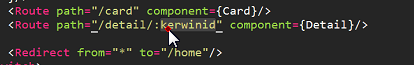 <Route path="/card" component={Card}/>
<Route path="/detail/:kerwinid" component={Detail}/>
<Redirect from="*" to="/home"/>